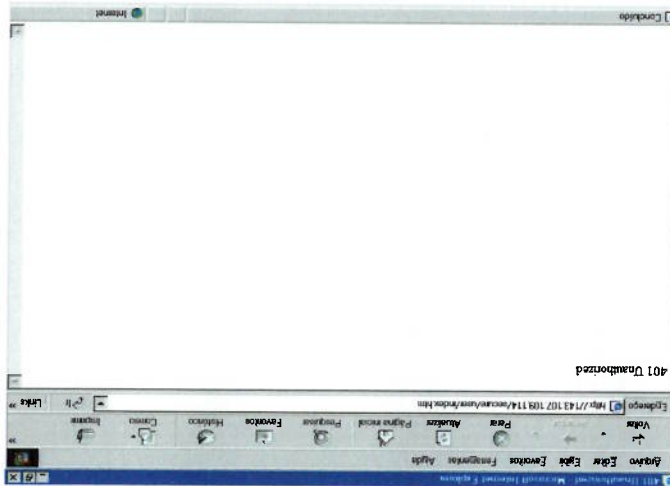 401 Unauthorized - Microsoft Internet Explorer
Arquivo Editar Exibir Favoritos Ferramentas Ajuda
Voltar Parar Atualizar Página inicial Pesquisar Favoritos Histórico Correio Imprimir
Endereço http://143.107.109.114/secure/user/index.htm Ir Links »
401 Unauthorized
Concluído Internet